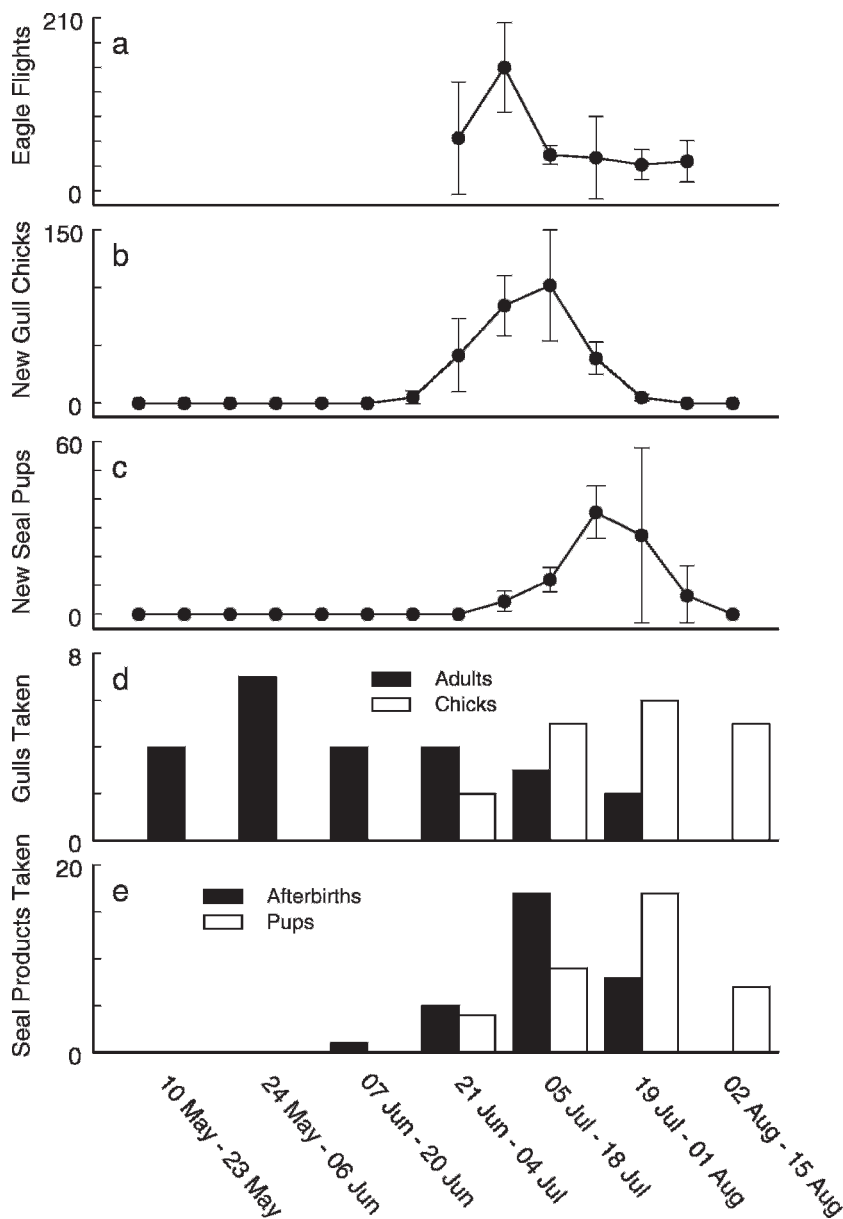 210
a
Eagle Flights
0
150
b
New Gull Chicks
0
60
c
New Seal Pups
0
8
d
Adults
Chicks
Gulls Taken
0
20
e
Afterbirths
Pups
Seal Products Taken
0
10 May - 23 May
24 May - 06 Jun
07 Jun - 20 Jun
21 Jun - 04 Jul
05 Jul - 18 Jul
19 Jul - 01 Aug
02 Aug - 15 Aug